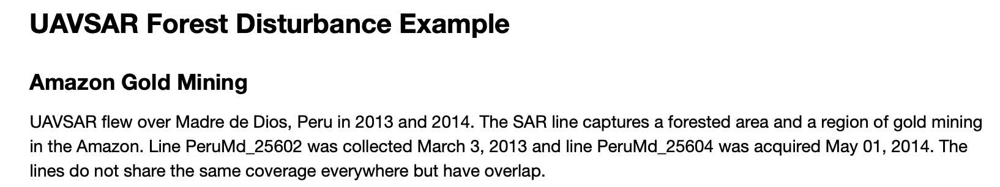 UAVSAR Forest Disturbance Example
Amazon Gold Mining
UAVSAR flew over Madre de Dios, Peru in 2013 and 2014. The SAR line captures a forested area and a region of gold mining
in the Amazon. Line PeruMd_25602 was collected March 3, 2013 and line PeruMd_25604 was acquired May 01, 2014. The
lines do not share the same coverage everywhere but have overlap.